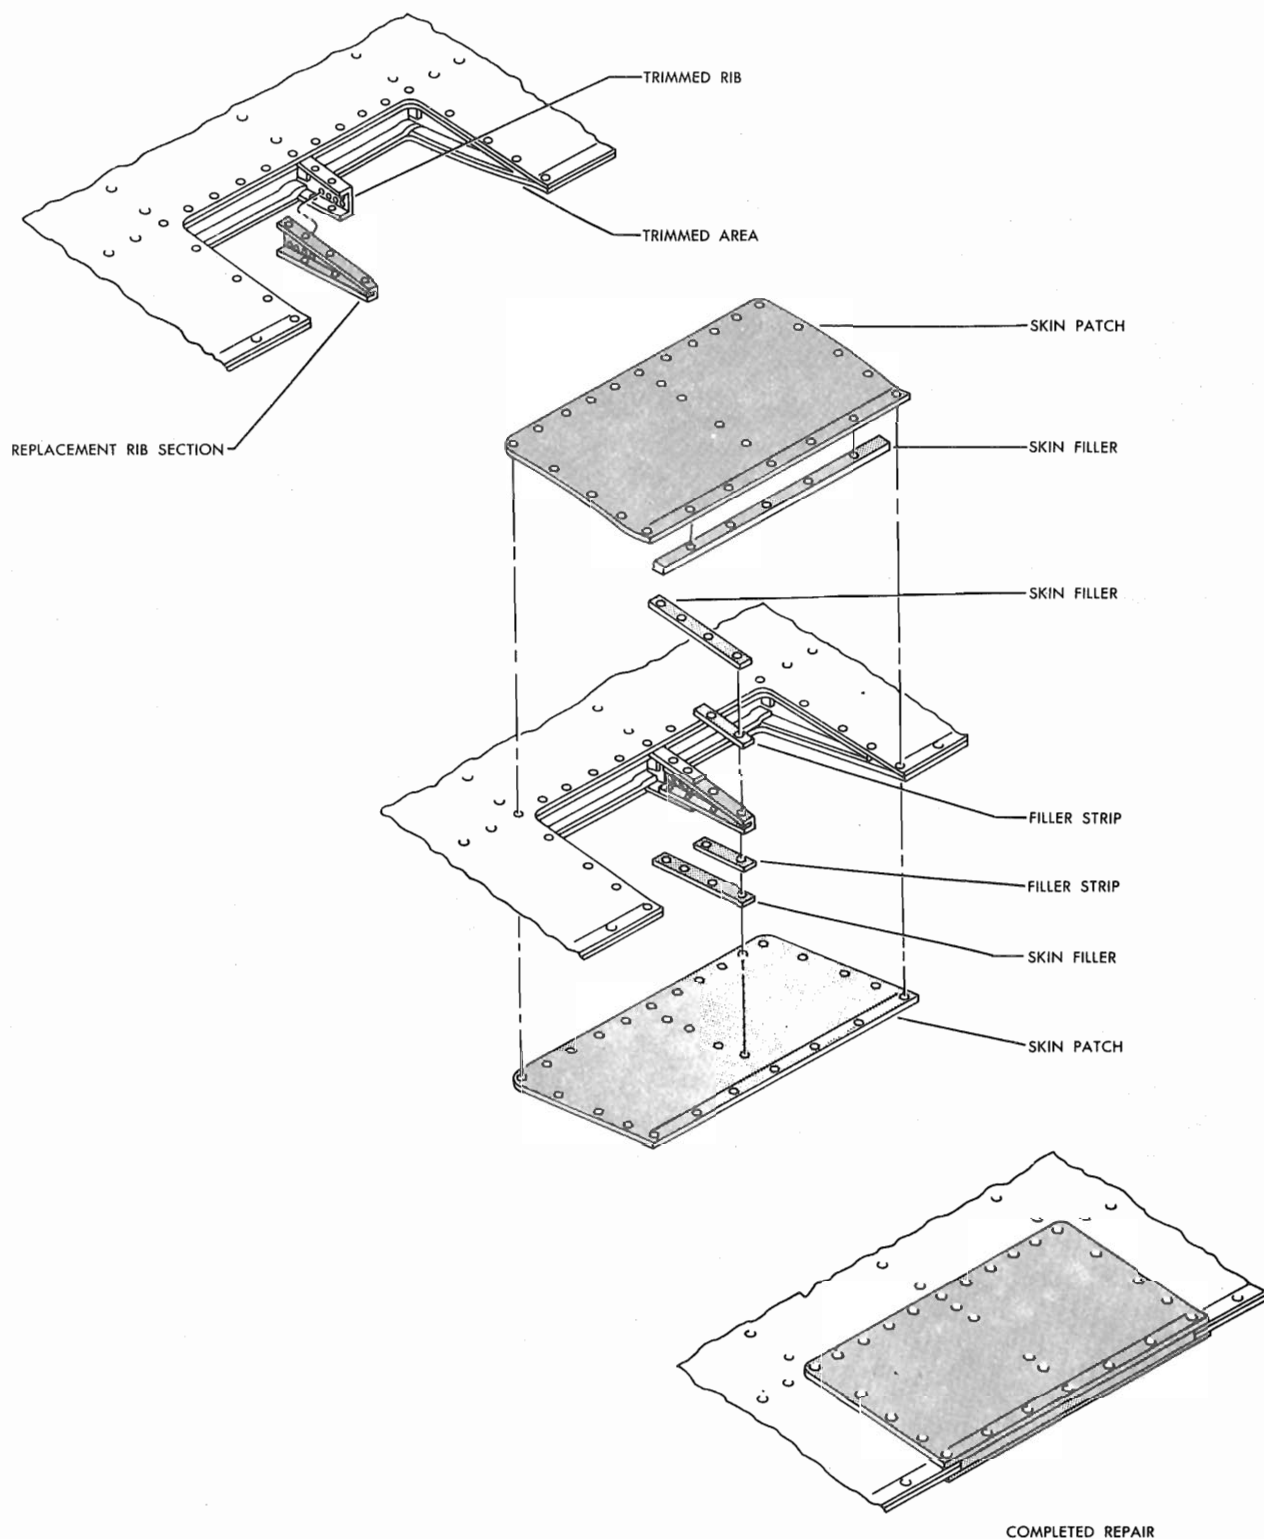 TRIMMED RIB
TRIMMED AREA
REPLACEMENT RIB SECTION
SKIN PATCH
SKIN FILLER
SKIN FILLER
FILLER STRIP
FILLER STRIP
SKIN FILLER
SKIN PATCH
COMPLETED REPAIR